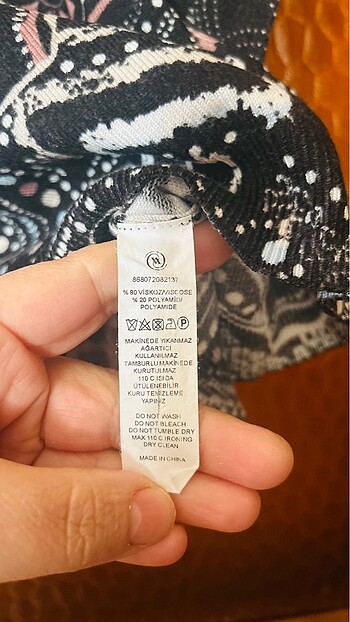 868072082137
% 80 VİSKOZ/VISCOSE
% 20 POLYAMİD/
POLYAMIDE
P
MAKİNEDE YIKANMAZ
AĞARTICI
KULLANILMAZ
TAMBURLU MAKİNEDE
KURUTULMAZ
110 C ISIDA
ÜTÜLENEBİLİR
KURU TEMİZLEME
YAPINIZ
DO NOT WASH
DO NOT BLEACH
DO NOT TUMBLE DRY
MAX 110 C IRONING
DRY CLEAN
MADE IN CHINA